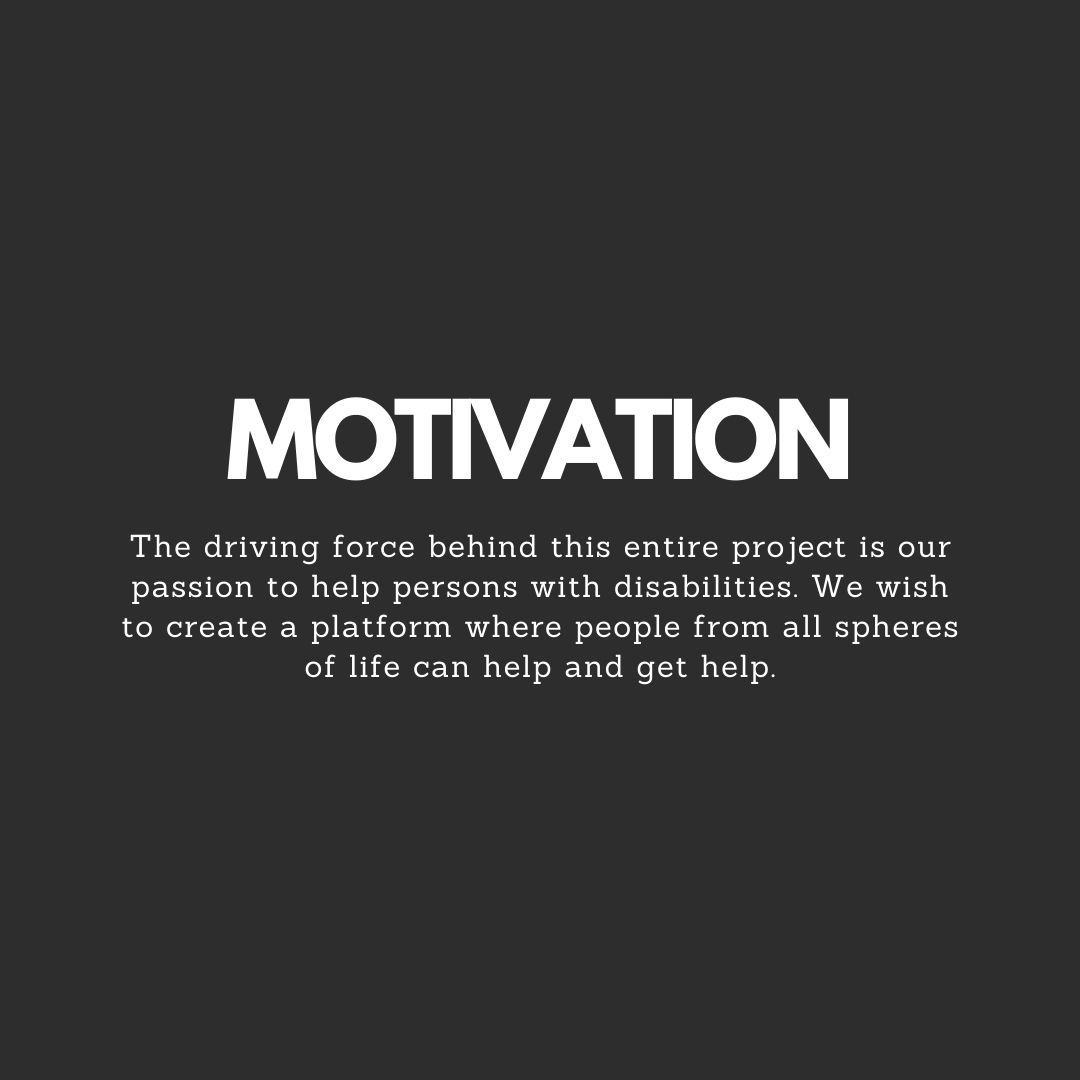 MOTIVATION
The driving force behind this entire project is our
passion to help persons with disabilities. We wish
to create a platform where people from all spheres
of life can help and get help.